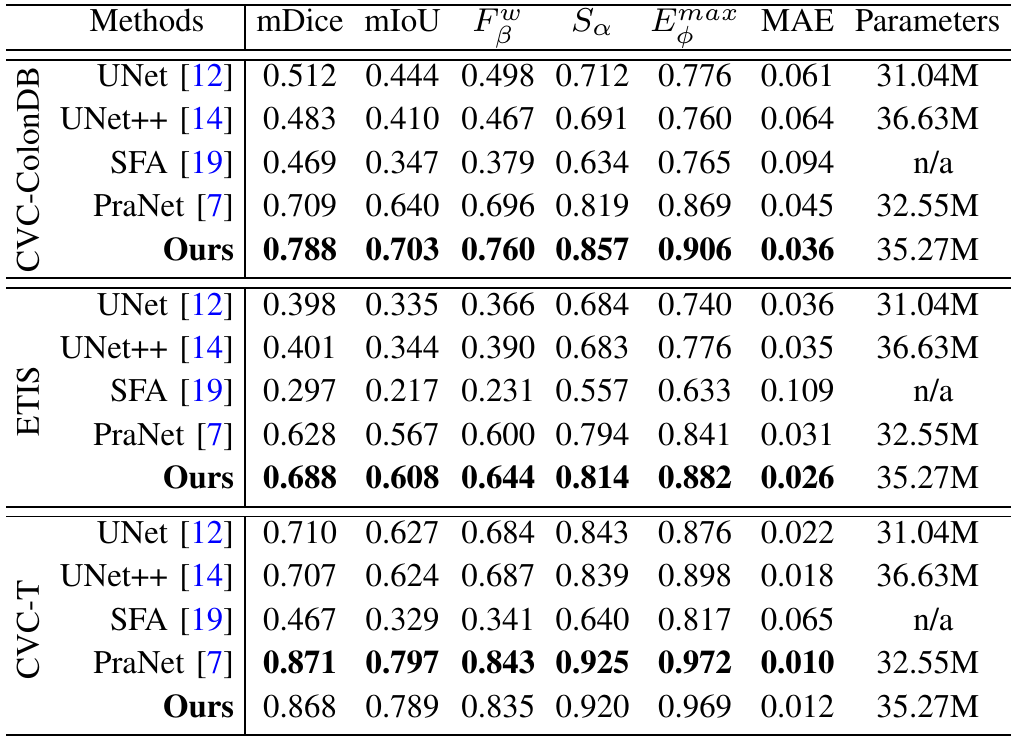 Methods mDice mIoU F_β^w S_α E_ϕ^max MAE Parameters
CVC-ColonDB
UNet [12] 0.512 0.444 0.498 0.712 0.776 0.061 31.04M
UNet++ [14] 0.483 0.410 0.467 0.691 0.760 0.064 36.63M
SFA [19] 0.469 0.347 0.379 0.634 0.765 0.094 n/a
PraNet [7] 0.709 0.640 0.696 0.819 0.869 0.045 32.55M
Ours 0.788 0.703 0.760 0.857 0.906 0.036 35.27M
ETIS
UNet [12] 0.398 0.335 0.366 0.684 0.740 0.036 31.04M
UNet++ [14] 0.401 0.344 0.390 0.683 0.776 0.035 36.63M
SFA [19] 0.297 0.217 0.231 0.557 0.633 0.109 n/a
PraNet [7] 0.628 0.567 0.600 0.794 0.841 0.031 32.55M
Ours 0.688 0.608 0.644 0.814 0.882 0.026 35.27M
CVC-T
UNet [12] 0.710 0.627 0.684 0.843 0.876 0.022 31.04M
UNet++ [14] 0.707 0.624 0.687 0.839 0.898 0.018 36.63M
SFA [19] 0.467 0.329 0.341 0.640 0.817 0.065 n/a
PraNet [7] 0.871 0.797 0.843 0.925 0.972 0.010 32.55M
Ours 0.868 0.789 0.835 0.920 0.969 0.012 35.27M